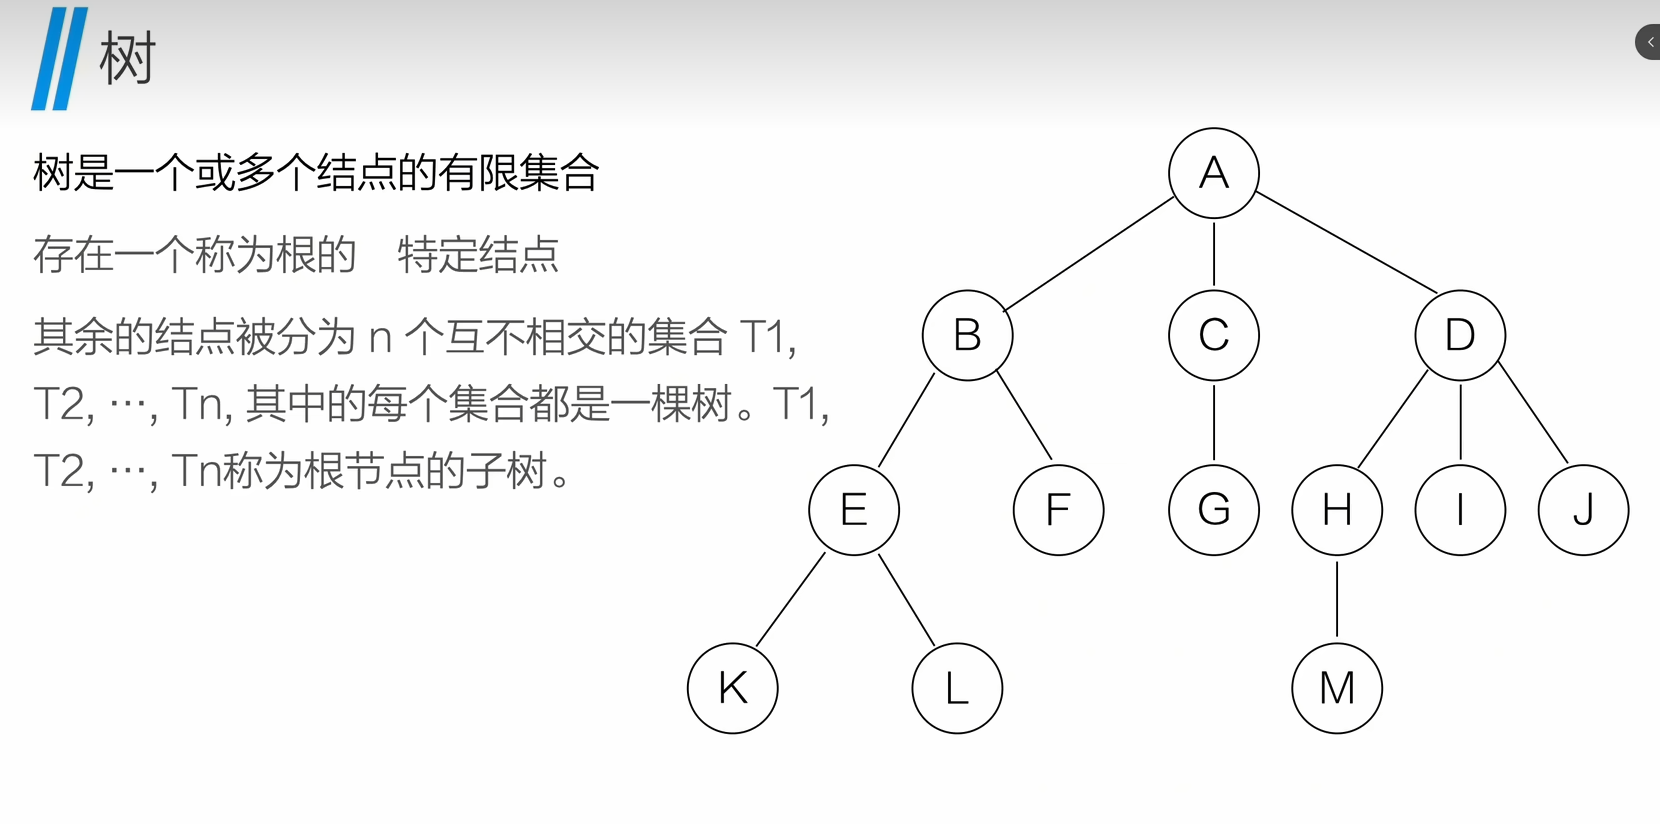 树
树是一个或多个结点的有限集合
存在一个称为根的 特定结点
其余的结点被分为 n 个互不相交的集合 T1,
T2, …, Tn, 其中的每个集合都是一棵树。T1,
T2, …, Tn称为根节点的子树。
A
B C D
E F G H I J
K L M